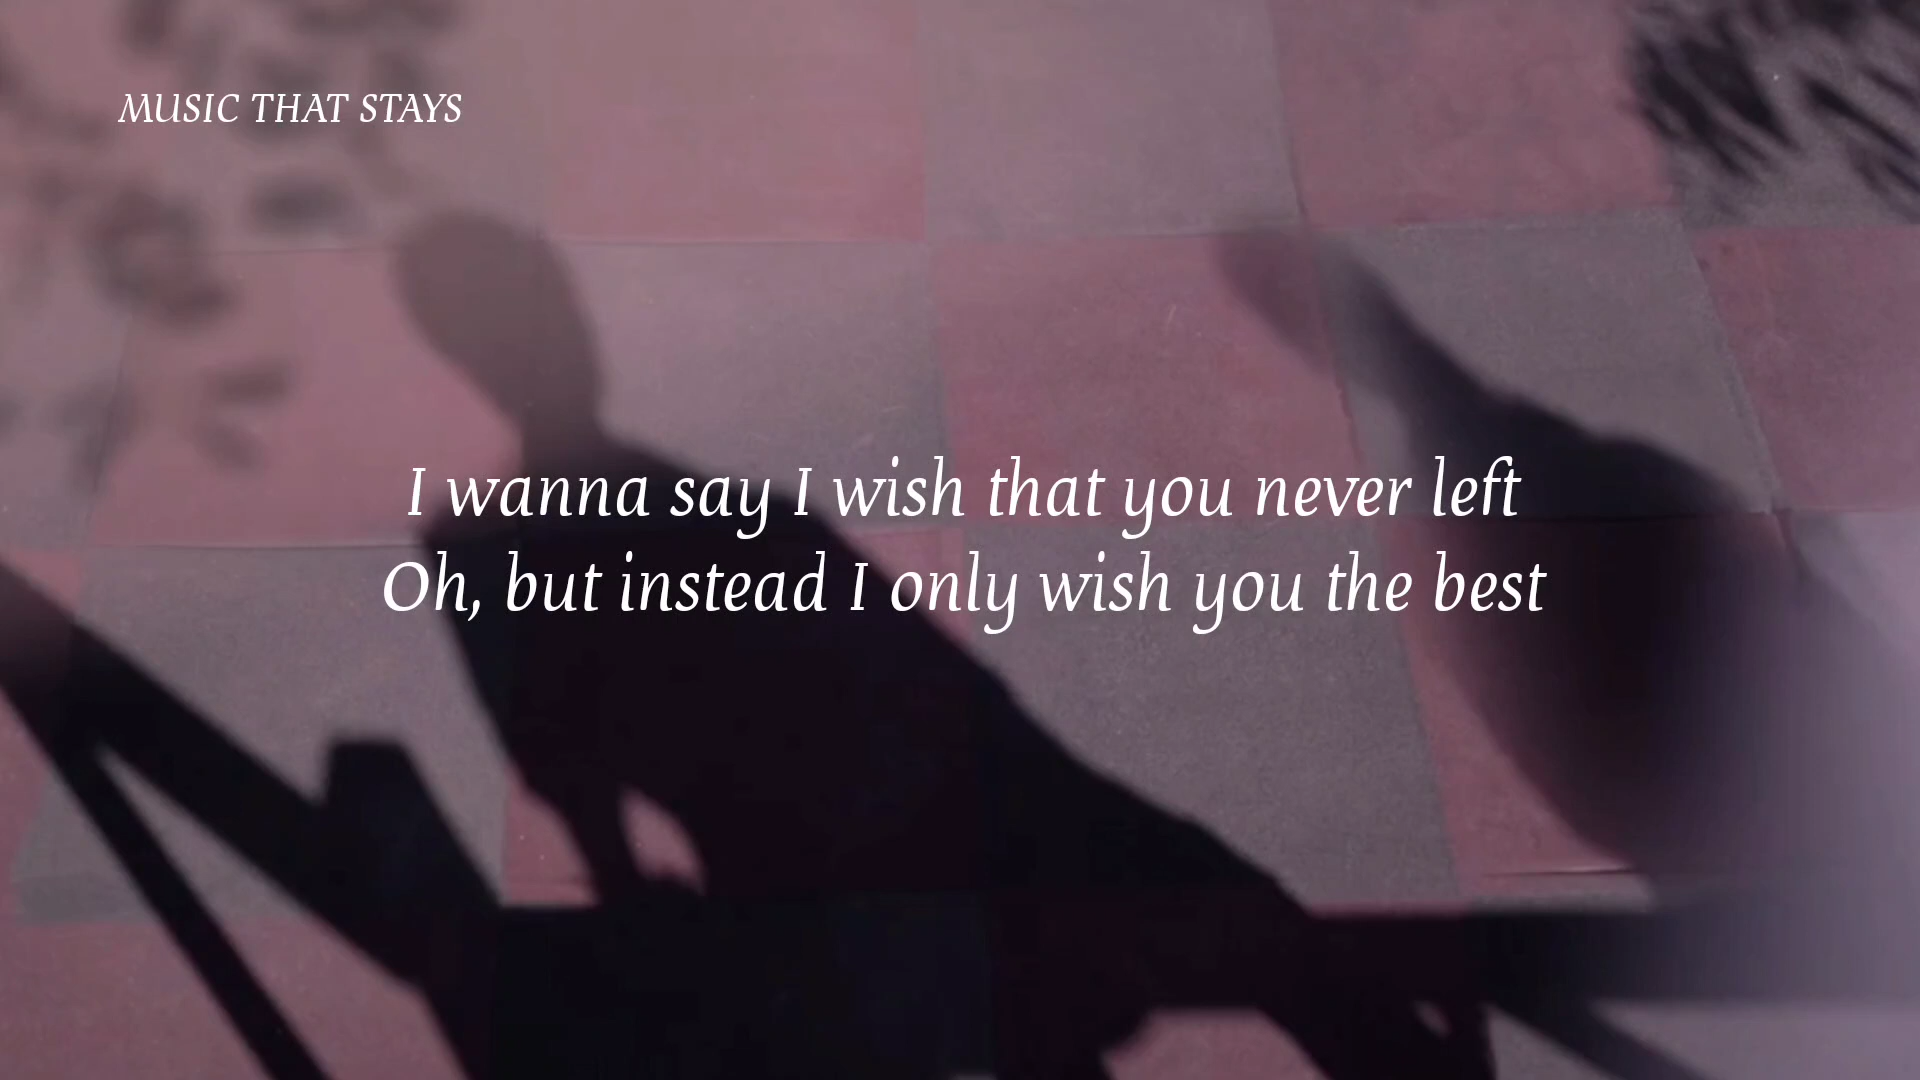 MUSIC THAT STAYS
I wanna say I wish that you never left
Oh, but instead I only wish you the best